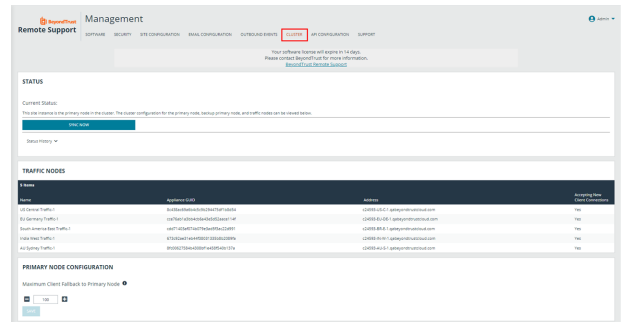 BeyondTrust
Remote Support
Management
Admin
SOFTWARE SECURITY SITE CONFIGURATION EMAIL CONFIGURATION OUTBOUND EVENTS CLUSTER API CONFIGURATION SUPPORT
Your software license will expire in 14 days.
Please contact BeyondTrust for more information.
BeyondTrust Remote Support
STATUS
Current Status:
This site instance is the primary node in the cluster. The cluster configuration for the primary node, backup primary node, and traffic nodes can be viewed below.
SYNC NOW
Status History
TRAFFIC NODES
5 Items
Name Appliance GUID Address Accepting New Client Connections
US Central Traffic-1 Yes
EU Germany Traffic-1 Yes
South America East Traffic-1 Yes
India West Traffic-1 Yes
AU Sydney Traffic-1 Yes
PRIMARY NODE CONFIGURATION
Maximum Client Fallback to Primary Node
100
SAVE